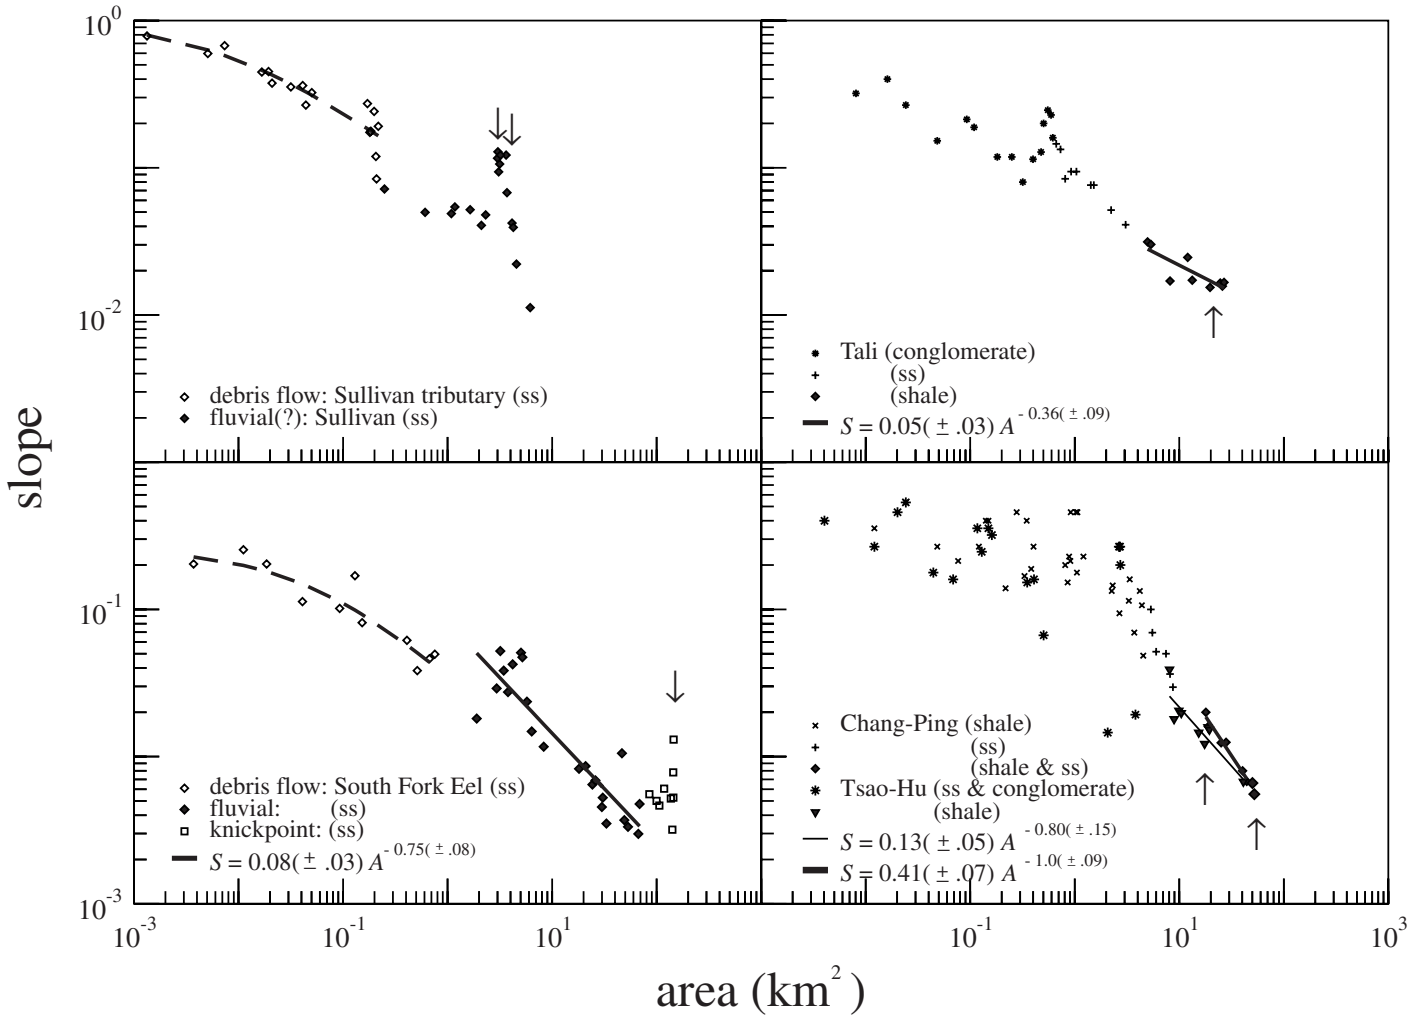 10^0
10^-2
debris flow: Sullivan tributary (ss)
fluvial(?): Sullivan (ss)
Tali (conglomerate)
(ss)
(shale)
S = 0.05( ± .03) A^- 0.36( ± .09)
slope
10^-1
10^-3
debris flow: South Fork Eel (ss)
fluvial: (ss)
knickpoint: (ss)
S = 0.08( ± .03) A^- 0.75( ± .08)
Chang-Ping (shale)
(ss)
(shale & ss)
Tsao-Hu (ss & conglomerate)
(shale)
S = 0.13( ± .05) A^- 0.80( ± .15)
S = 0.41( ± .07) A^- 1.0( ± .09)
10^-3 10^-1 10^1 10^-1 10^1 10^3
area (km^2)